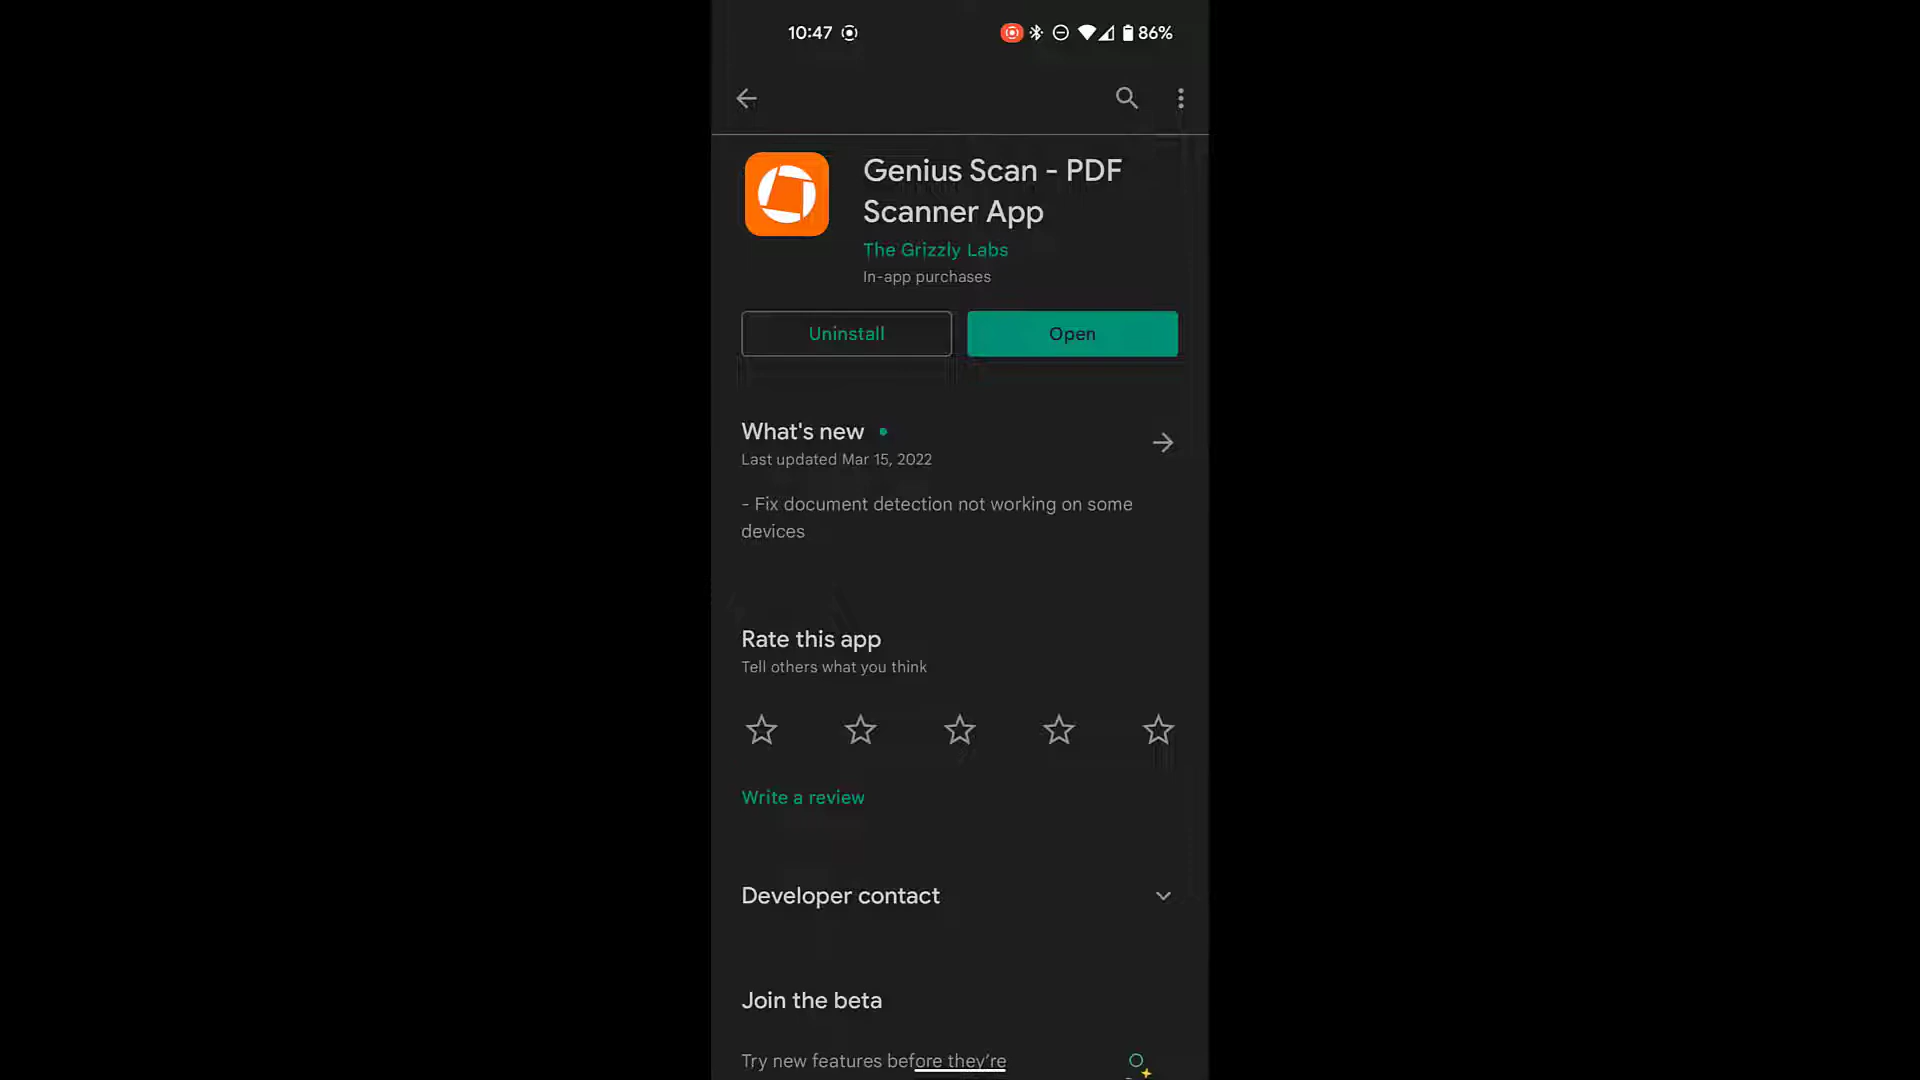 10:47
86%
Genius Scan - PDF
Scanner App
The Grizzly Labs
In-app purchases
Uninstall
Open
What's new
Last updated Mar 15, 2022
- Fix document detection not working on some
devices
Rate this app
Tell others what you think
Write a review
Developer contact
Join the beta
Try new features before they're